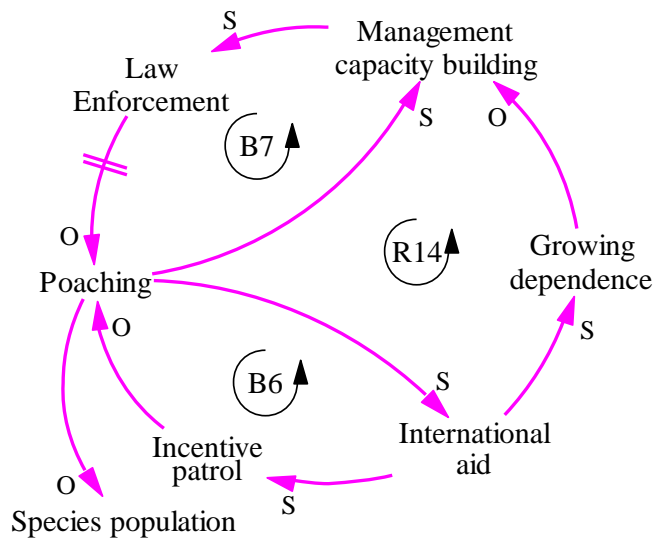 S
Management
capacity building
Law
Enforcement
S
O
B7
O
R14
Growing
dependence
Poaching
O
S
B6
S
International
aid
Incentive
patrol
O
S
Species population